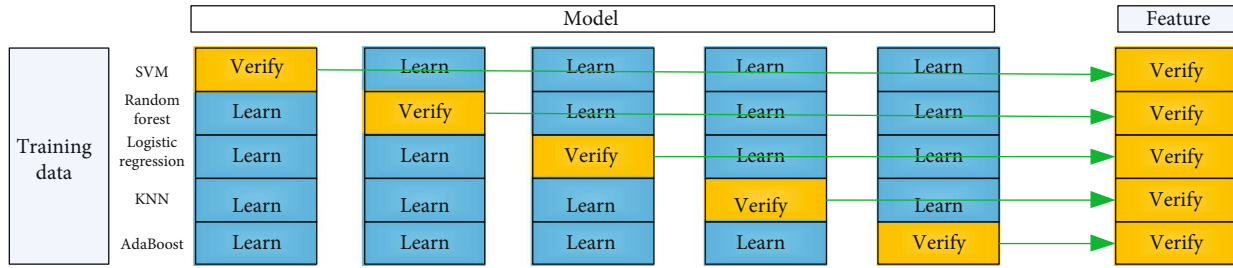 Model Feature
SVM Verify Learn Learn Learn Learn Verify
Random
forest Learn Verify Learn Learn Learn Verify
Training
data
Logistic
regression Learn Learn Verify Learn Learn Verify
KNN Learn Learn Learn Verify Learn Verify
AdaBoost Learn Learn Learn Learn Verify Verify